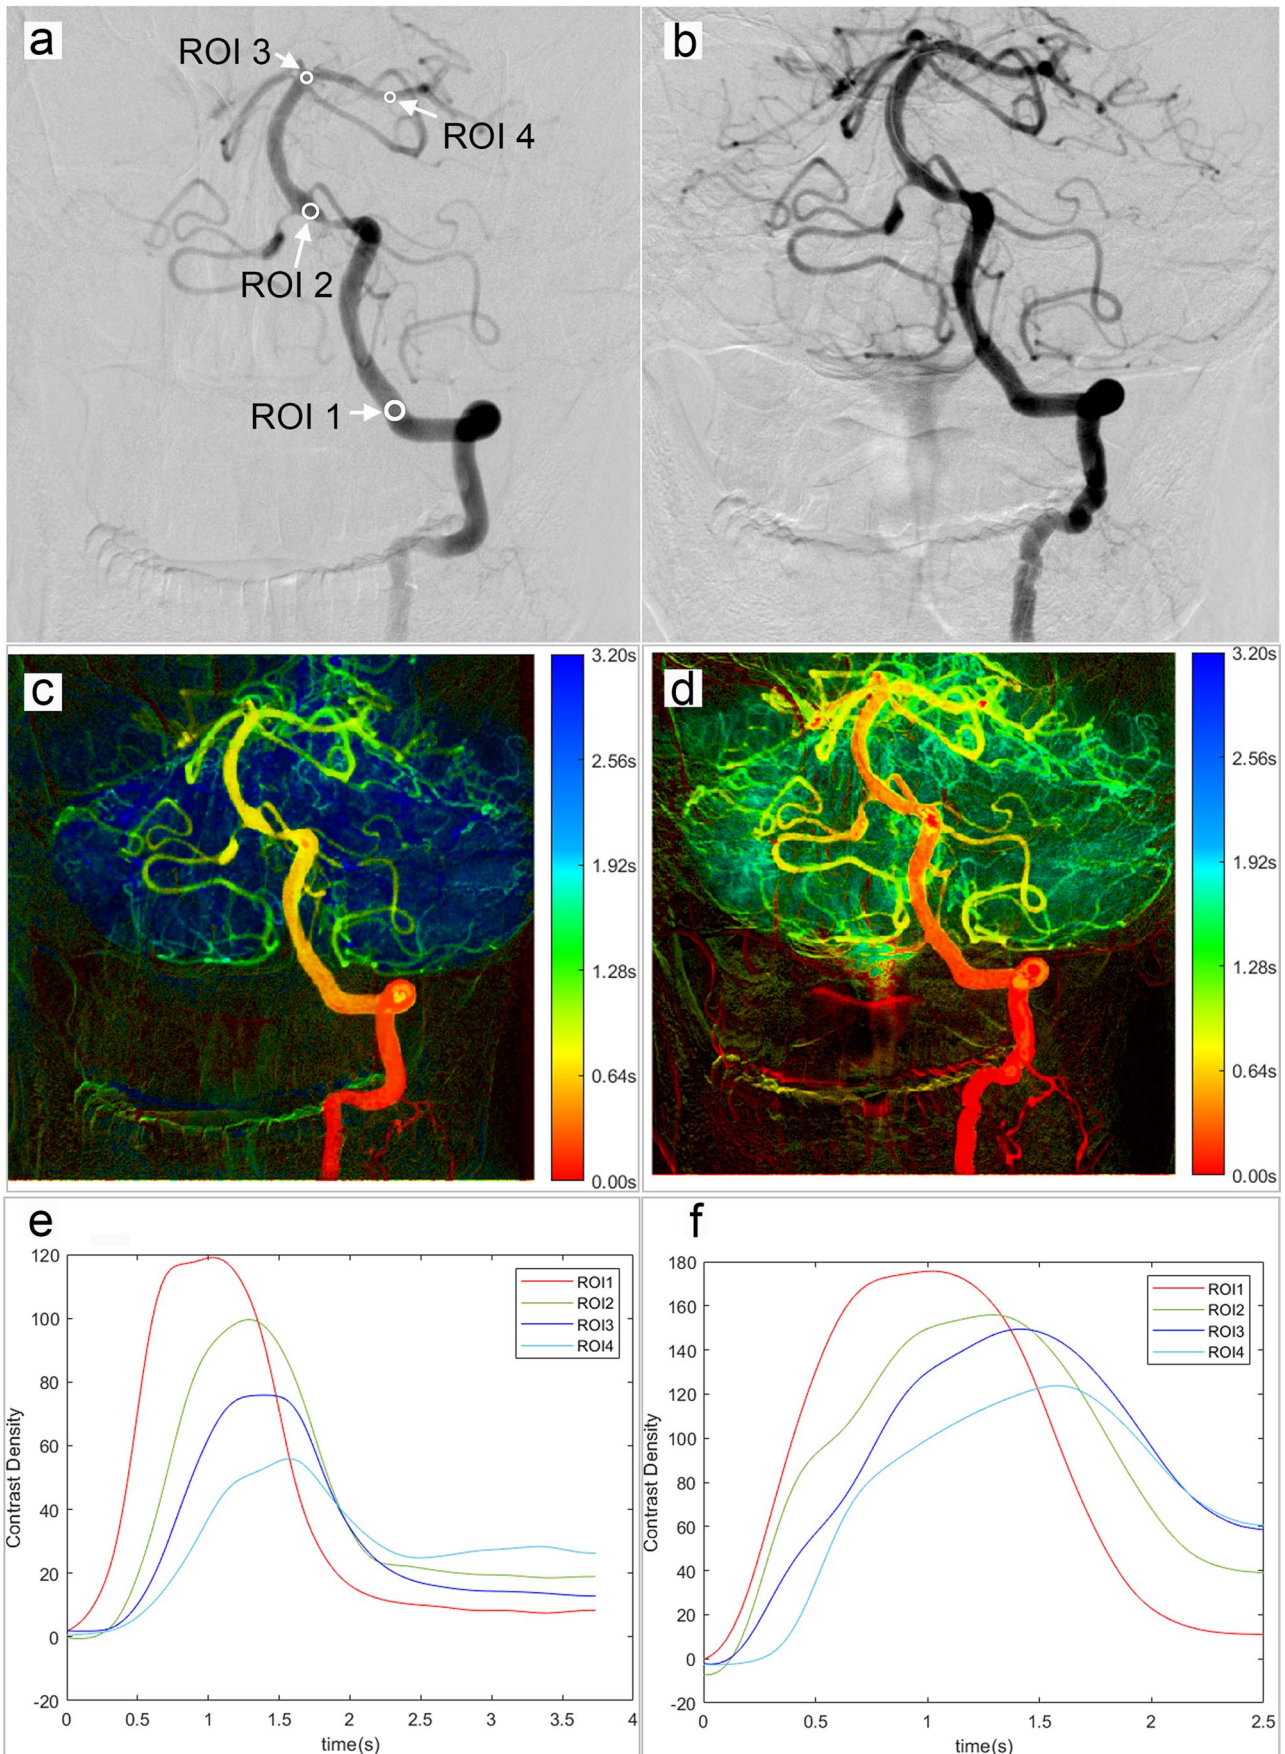 a
ROI 3
ROI 4
ROI 2
ROI 1
b
c
3.20s
2.56s
1.92s
1.28s
0.64s
0.00s
d
3.20s
2.56s
1.92s
1.28s
0.64s
0.00s
e
120
100
80
60
40
20
0
-20
0 0.5 1 1.5 2 2.5 3 3.5 4
Contrast Density
time(s)
ROI1
ROI2
ROI3
ROI4
f
180
160
140
120
100
80
60
40
20
0
-20
0 0.5 1 1.5 2 2.5
Contrast Density
time(s)
ROI1
ROI2
ROI3
ROI4